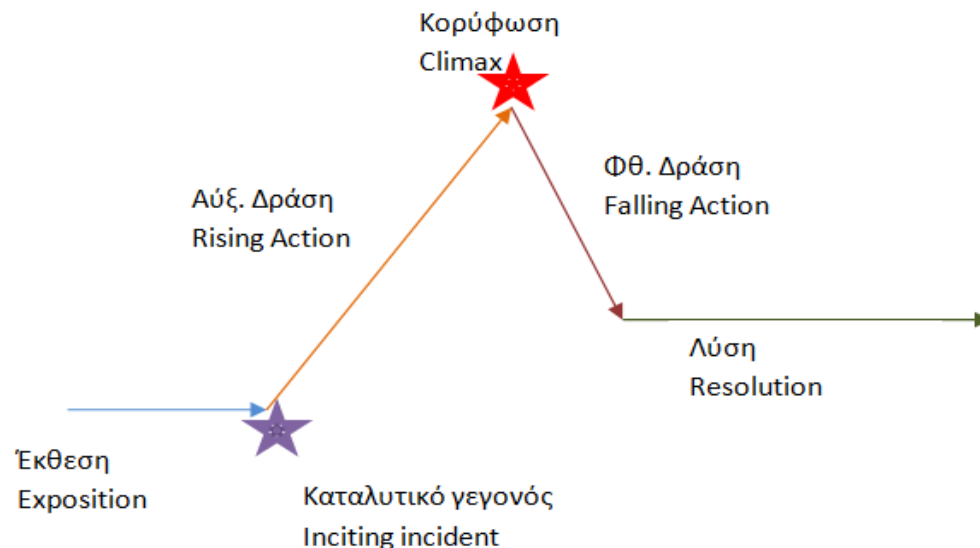 Κορύφωση
Climax
Φθ. Δράση
Falling Action
Αύξ. Δράση
Rising Action
Λύση
Resolution
Έκθεση
Exposition
Καταλυτικό γεγονός
Inciting incident